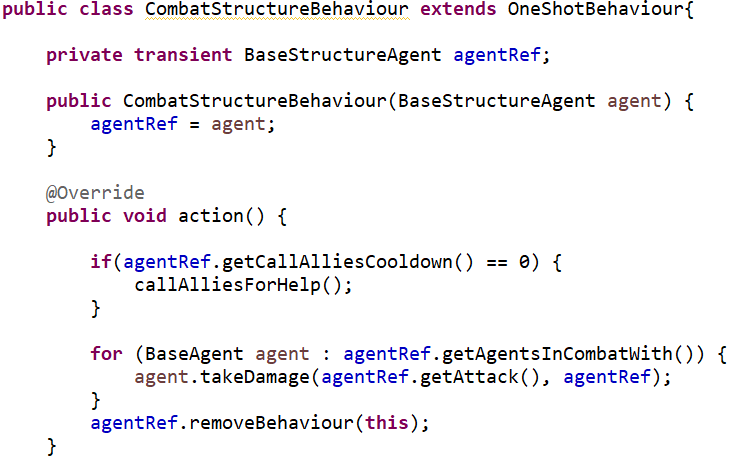 public class CombatStructureBehaviour extends OneShotBehaviour{
private transient BaseStructureAgent agentRef;
public CombatStructureBehaviour(BaseStructureAgent agent) {
agentRef = agent;
}
@Override
public void action() {
if(agentRef.getCallAlliesCooldown() == 0) {
callAlliesForHelp();
}
for (BaseAgent agent : agentRef.getAgentsInCombatWith()) {
agent.takeDamage(agentRef.getAttack(), agentRef);
}
agentRef.removeBehaviour(this);
}